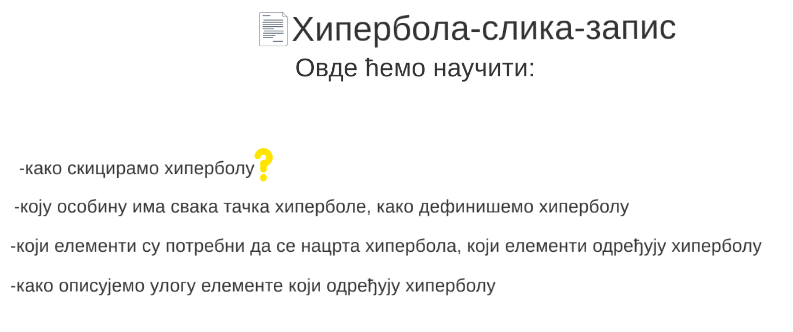 Хипербола-слика-запис
Овде ћемо научити:
-како скицирамо хиперболу?
-коју особину има свака тачка хиперболе, како дефинишемо хиперболу
-који елементи су потребни да се нацрта хипербола, који елементи одређују хиперболу
-како описујемо улогу елементе који одређују хиперболу